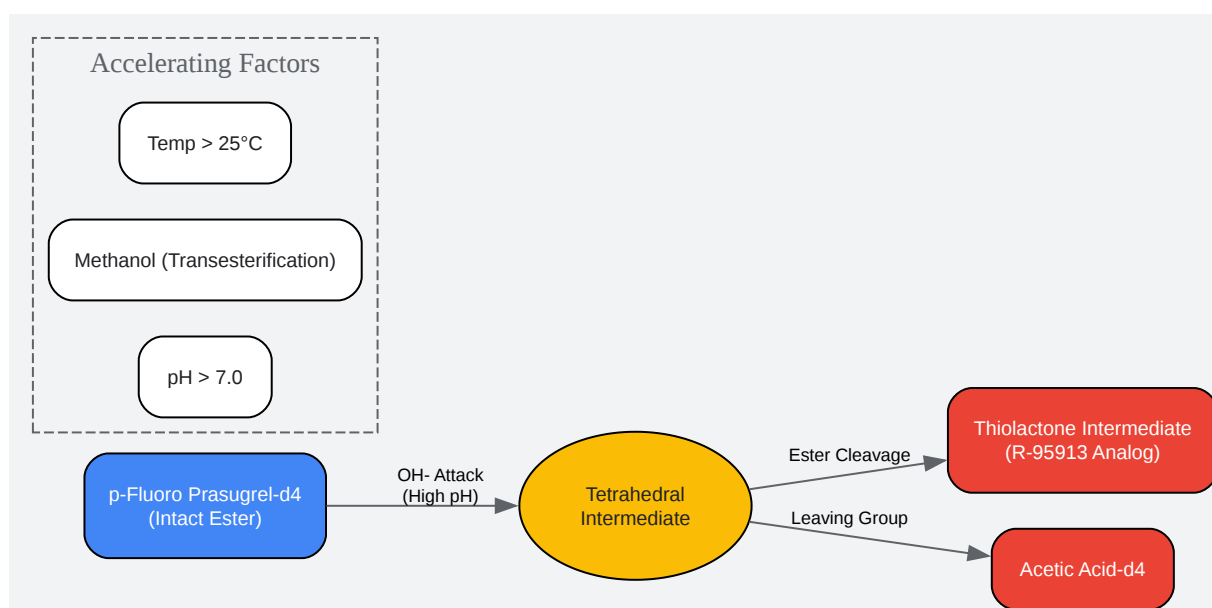 Accelerating Factors
Temp > 25°C
Methanol (Transesterification)
pH > 7.0
p-Fluoro Prasugrel-d4
(Intact Ester)
OH- Attack
(High pH)
Tetrahedral
Intermediate
Ester Cleavage
Leaving Group
Thiolactone Intermediate
(R-95913 Analog)
Acetic Acid-d4